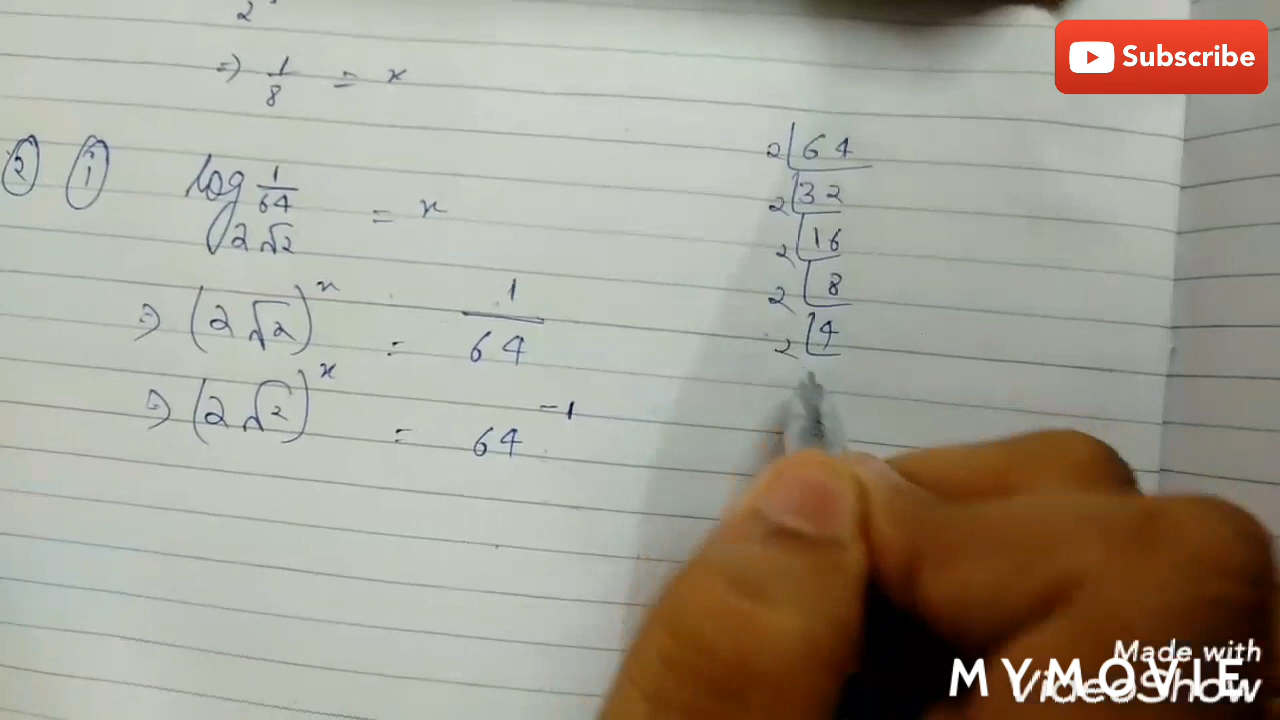 2
⇒ 1/8 = x
② ⓘ log 1/64 = x
2√2
⇒ (2√2)^x = 1/64
⇒ (2√2)^x = 64^-1
2|64
2|32
2|16
2|8
2|4
Subscribe
Made with
VideoShow
MYMOVIE